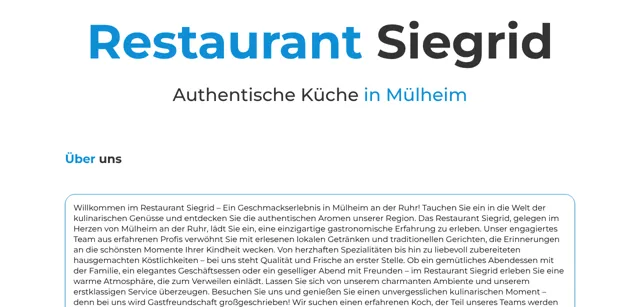 Restaurant Siegrid
Authentische Küche in Mülheim
Über uns
Willkommen im Restaurant Siegrid – Ein Geschmackserlebnis in Mülheim an der Ruhr! Tauchen Sie ein in die Welt der
kulinarischen Genüsse und entdecken Sie die authentischen Aromen unserer Region. Das Restaurant Siegrid, gelegen im
Herzen von Mülheim an der Ruhr, lädt Sie ein, eine einzigartige gastronomische Erfahrung zu erleben. Unser engagiertes
Team aus erfahrenen Profis verwöhnt Sie mit erlesenen lokalen Getränken und traditionellen Gerichten, die Erinnerungen
an die schönsten Momente Ihrer Kindheit wecken. Von herzhaften Spezialitäten bis hin zu liebevoll zubereiteten
hausgemachten Köstlichkeiten – bei uns steht Qualität und Frische an erster Stelle. Ob ein gemütliches Abendessen mit
der Familie, ein elegantes Geschäftsessen oder ein geselliger Abend mit Freunden – im Restaurant Siegrid erleben Sie eine
warme Atmosphäre, die zum Verweilen einlädt. Lassen Sie sich von unserem charmanten Ambiente und unserem
erstklassigen Service überzeugen. Besuchen Sie uns und genießen Sie einen unvergesslichen kulinarischen Moment –
denn bei uns wird Gastfreundschaft großgeschrieben! Wir suchen einen erfahrenen Koch, der Teil unseres Teams werden